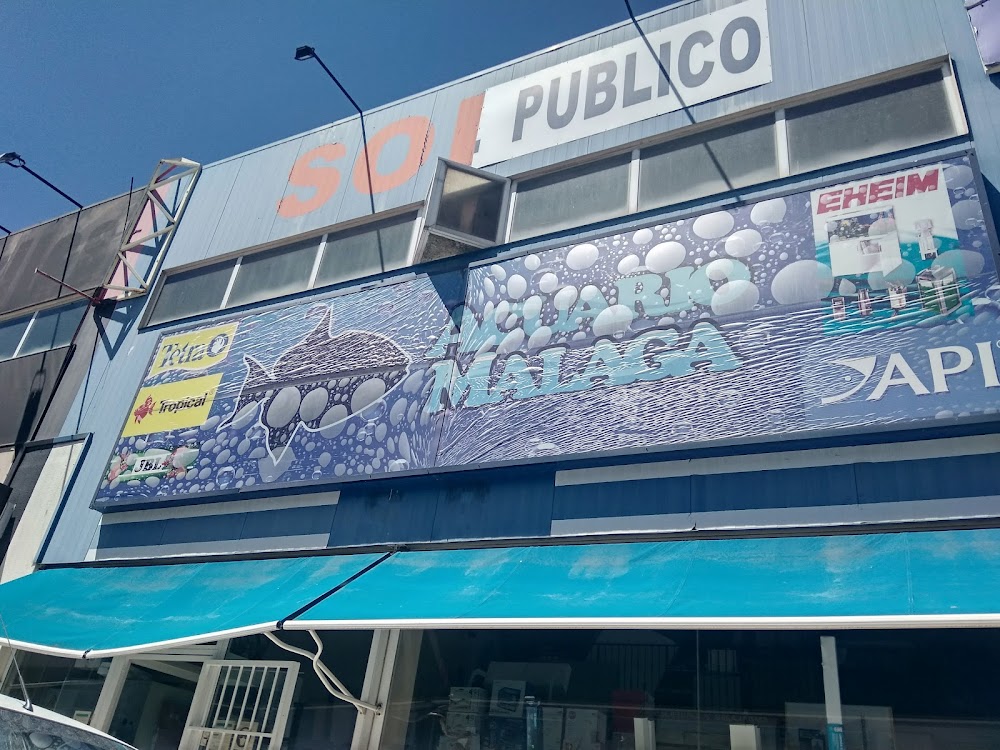 SOL
PUBLICO
EHEIM
Tetra
Tropical
JBL
ACUARIO
MALAGA
API